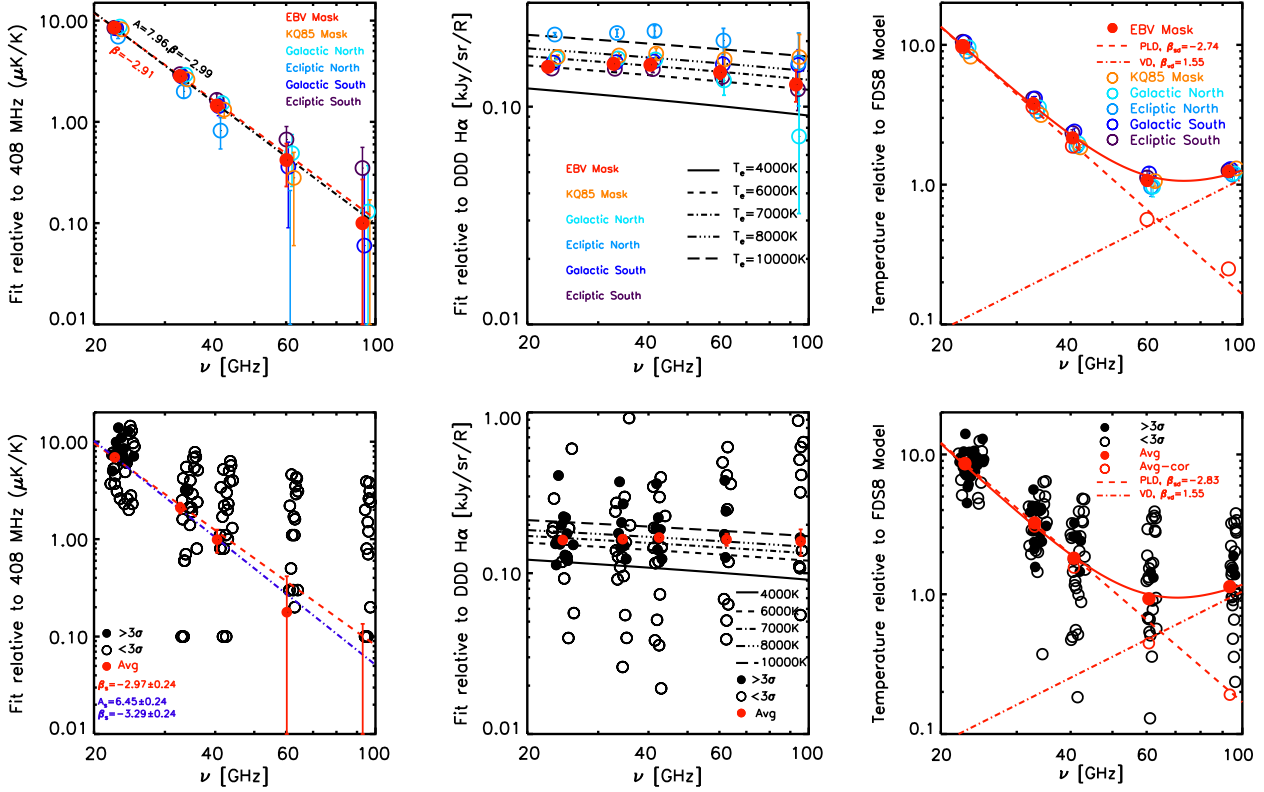 10.00
1.00
0.10
0.01
Fit relative to 408 MHz (μK/K)
A=7.96,β=−2.99
β=−2.91
EBV Mask
KQ85 Mask
Galactic North
Ecliptic North
Galactic South
Ecliptic South
20 40 60 100
ν [GHz]
0.10
0.01
Fit relative to DDD Hα [kJy/sr/R]
EBV Mask
KQ85 Mask
Galactic North
Ecliptic North
Galactic South
Ecliptic South
Te=4000K
Te=6000K
Te=7000K
Te=8000K
Te=10000K
20 40 60 100
ν [GHz]
10.0
1.0
0.1
Temperature relative to FDS8 Model
EBV Mask
PLD, βsd=−2.74
VD, βvd=1.55
KQ85 Mask
Galactic North
Ecliptic North
Galactic South
Ecliptic South
20 40 60 100
ν [GHz]
10.00
1.00
0.10
0.01
Fit relative to 408 MHz (μK/K)
>3σ
<3σ
Avg
βs=−2.97±0.24
As=6.45±0.24
βs=−3.29±0.24
20 40 60 100
ν [GHz]
1.00
0.10
0.01
Fit relative to DDD Hα [kJy/sr/R]
4000K
6000K
7000K
8000K
10000K
>3σ
<3σ
Avg
20 40 60 100
ν [GHz]
10.0
1.0
0.1
Temperature relative to FDS8 Model
>3σ
<3σ
Avg
Avg−cor
PLD, βsd=−2.83
VD, βvd=1.55
20 40 60 100
ν [GHz]